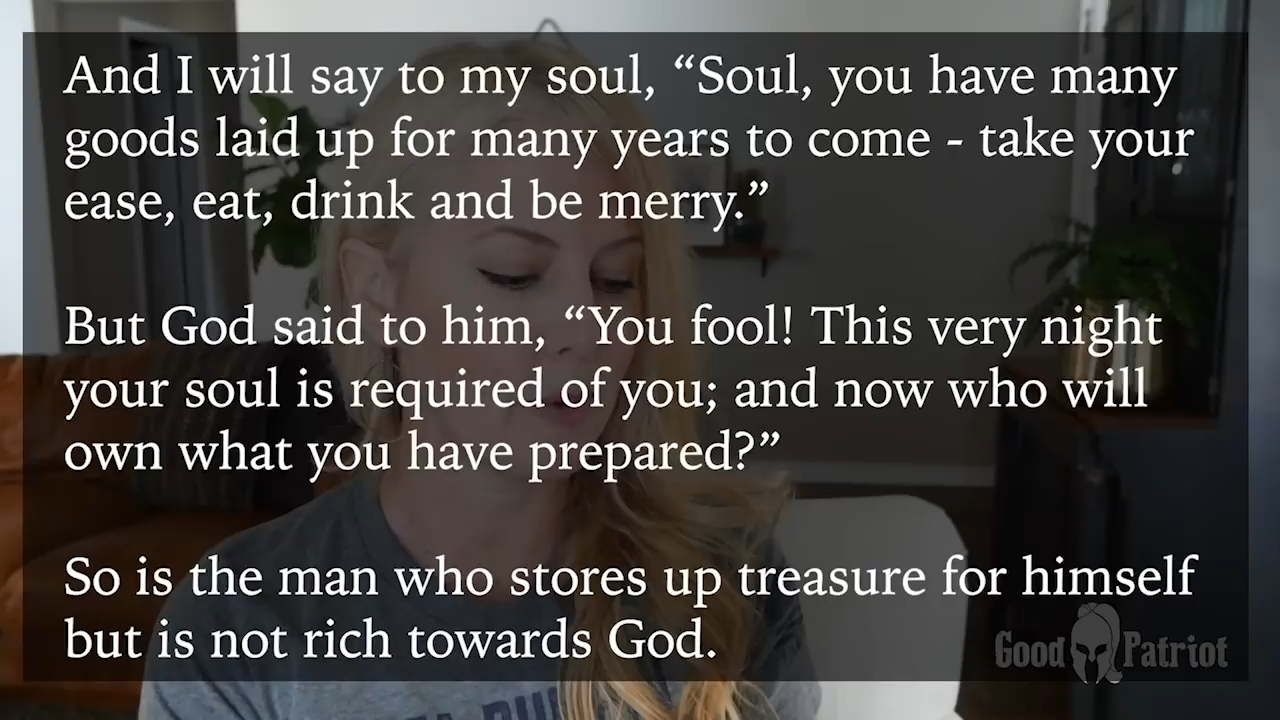 And I will say to my soul, “Soul, you have many
goods laid up for many years to come - take your
ease, eat, drink and be merry.”
But God said to him, “You fool! This very night
your soul is required of you; and now who will
own what you have prepared?”
So is the man who stores up treasure for himself
but is not rich towards God.
Good Patriot